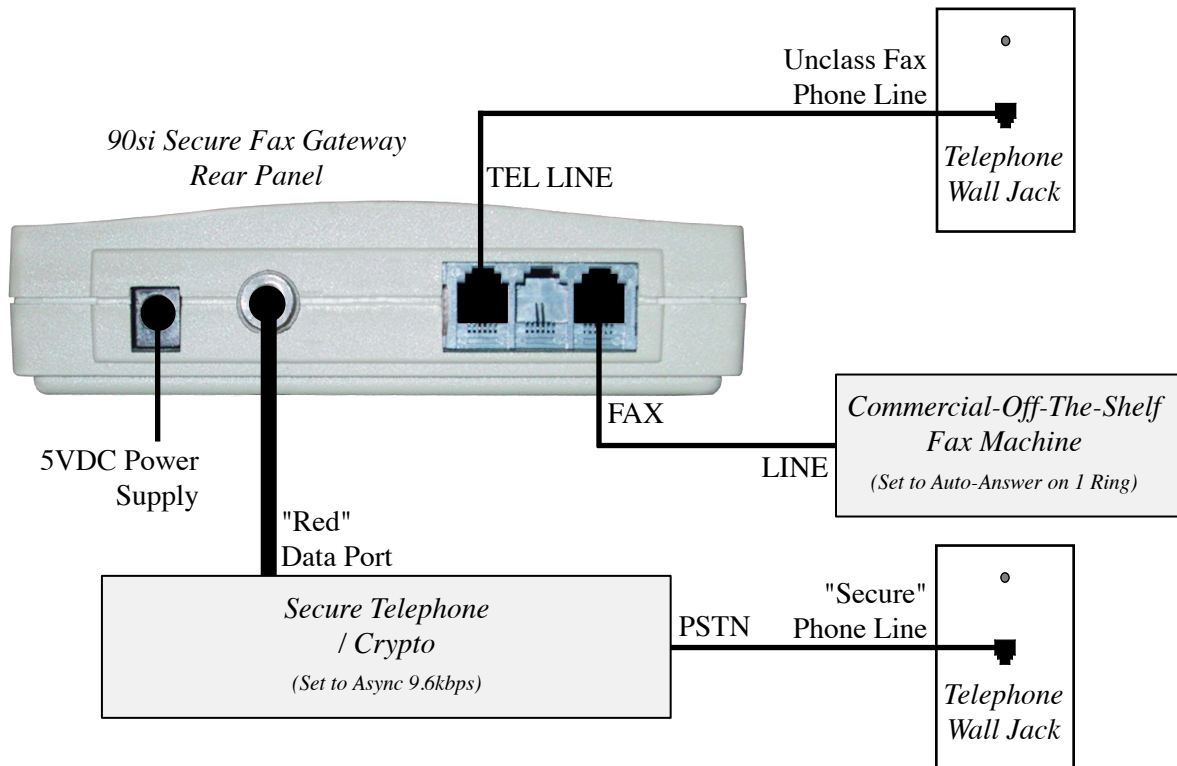 Unclass Fax
Phone Line
Telephone
Wall Jack
90si Secure Fax Gateway
Rear Panel
TEL LINE
FAX
LINE
Commercial-Off-The-Shelf
Fax Machine
(Set to Auto-Answer on 1 Ring)
5VDC Power
Supply
"Red"
Data Port
Secure Telephone
/ Crypto
(Set to Async 9.6kbps)
PSTN
"Secure"
Phone Line
Telephone
Wall Jack